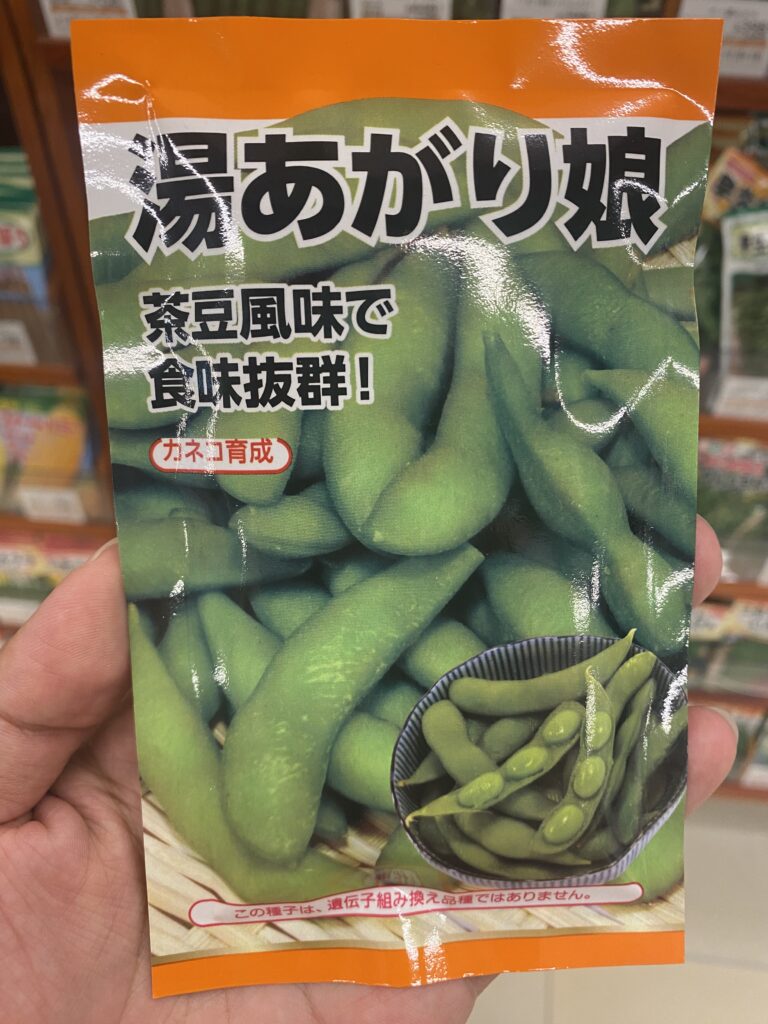 湯あがり娘
茶豆風味で
食味抜群!
カネコ育成
この種子は、遺伝子組み換え品種ではありません。